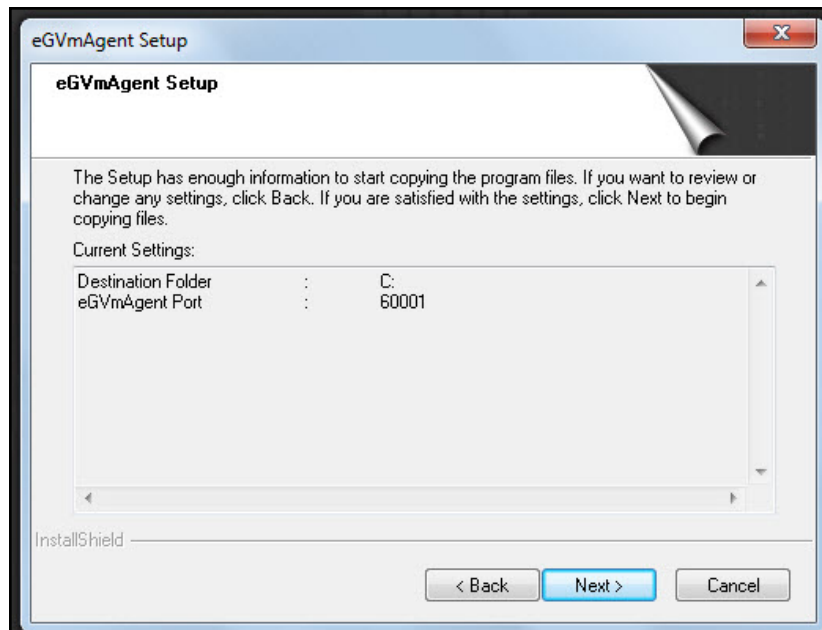 eGVmAgent Setup
eGVmAgent Setup
The Setup has enough information to start copying the program files. If you want to review or
change any settings, click Back. If you are satisfied with the settings, click Next to begin
copying files.
Current Settings:
Destination Folder : C:
eGVmAgent Port : 60001
InstallShield
< Back Next > Cancel